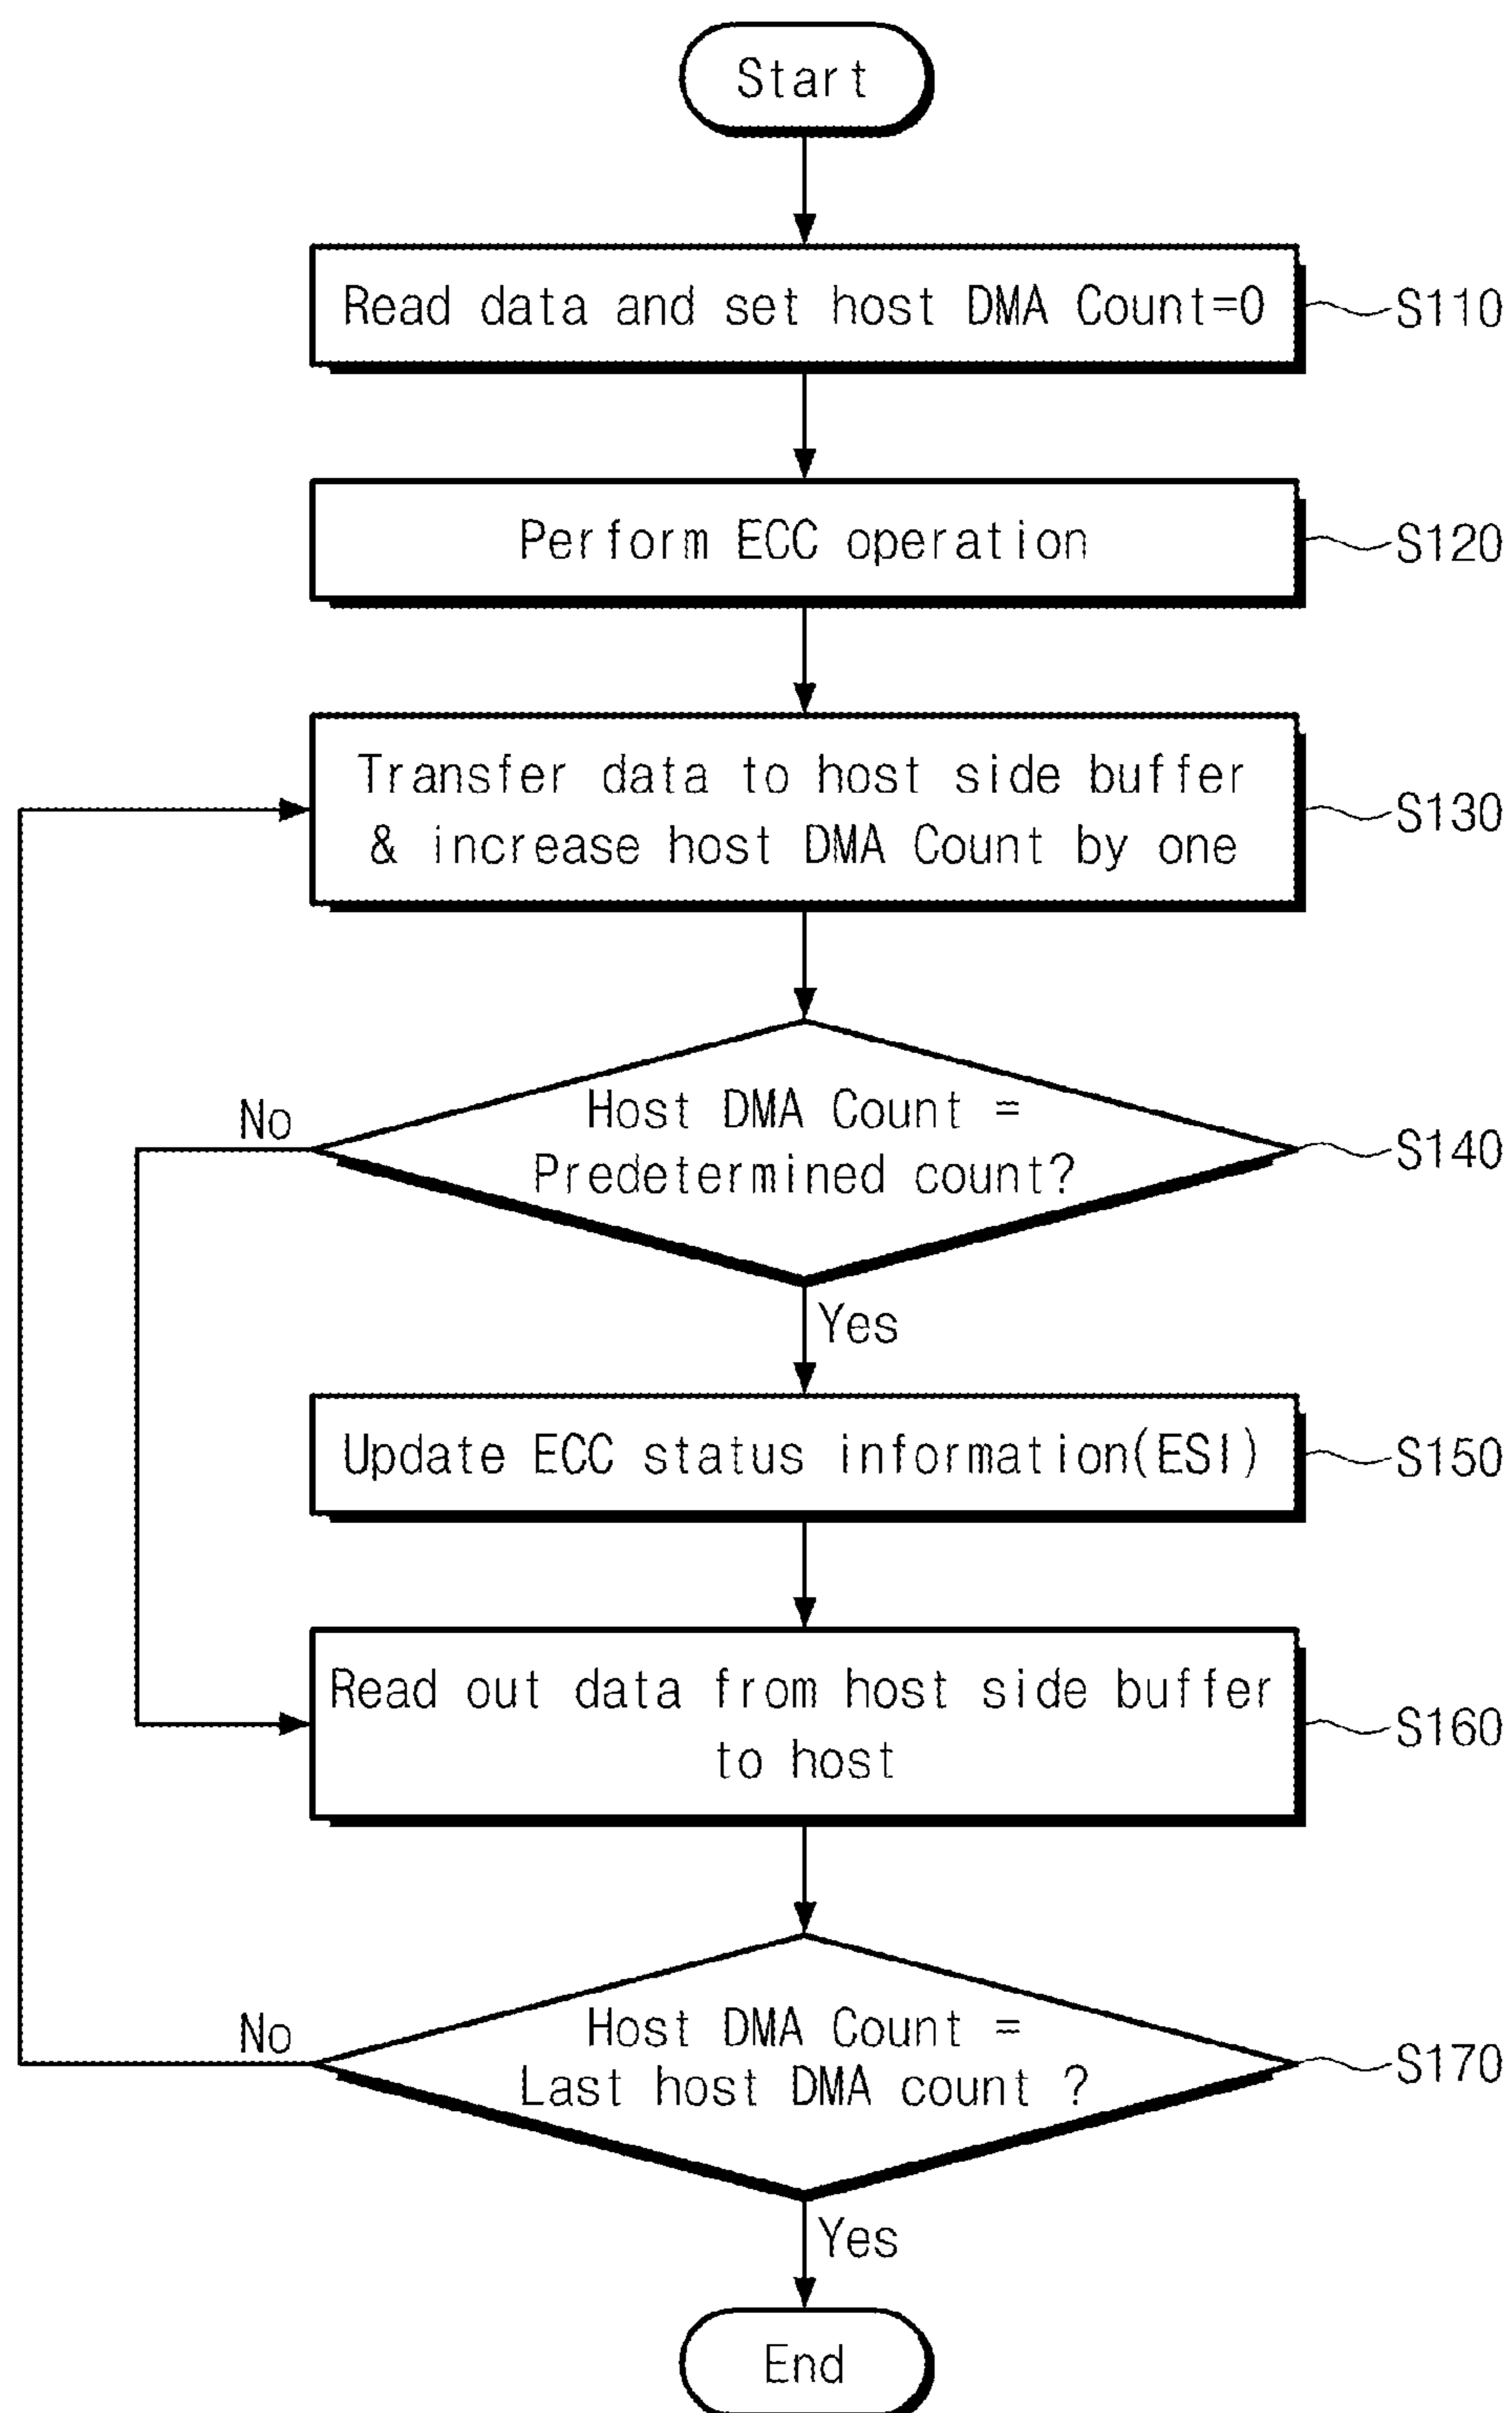 Start
Read data and set host DMA Count=0
S110
Perform ECC operation
S120
Transfer data to host side buffer
& increase host DMA Count by one
S130
Host DMA Count =
Predetermined count?
No
S140
Yes
Update ECC status information(ESI)
S150
Read out data from host side buffer
to host
S160
Host DMA Count =
Last host DMA count ?
No
S170
Yes
End